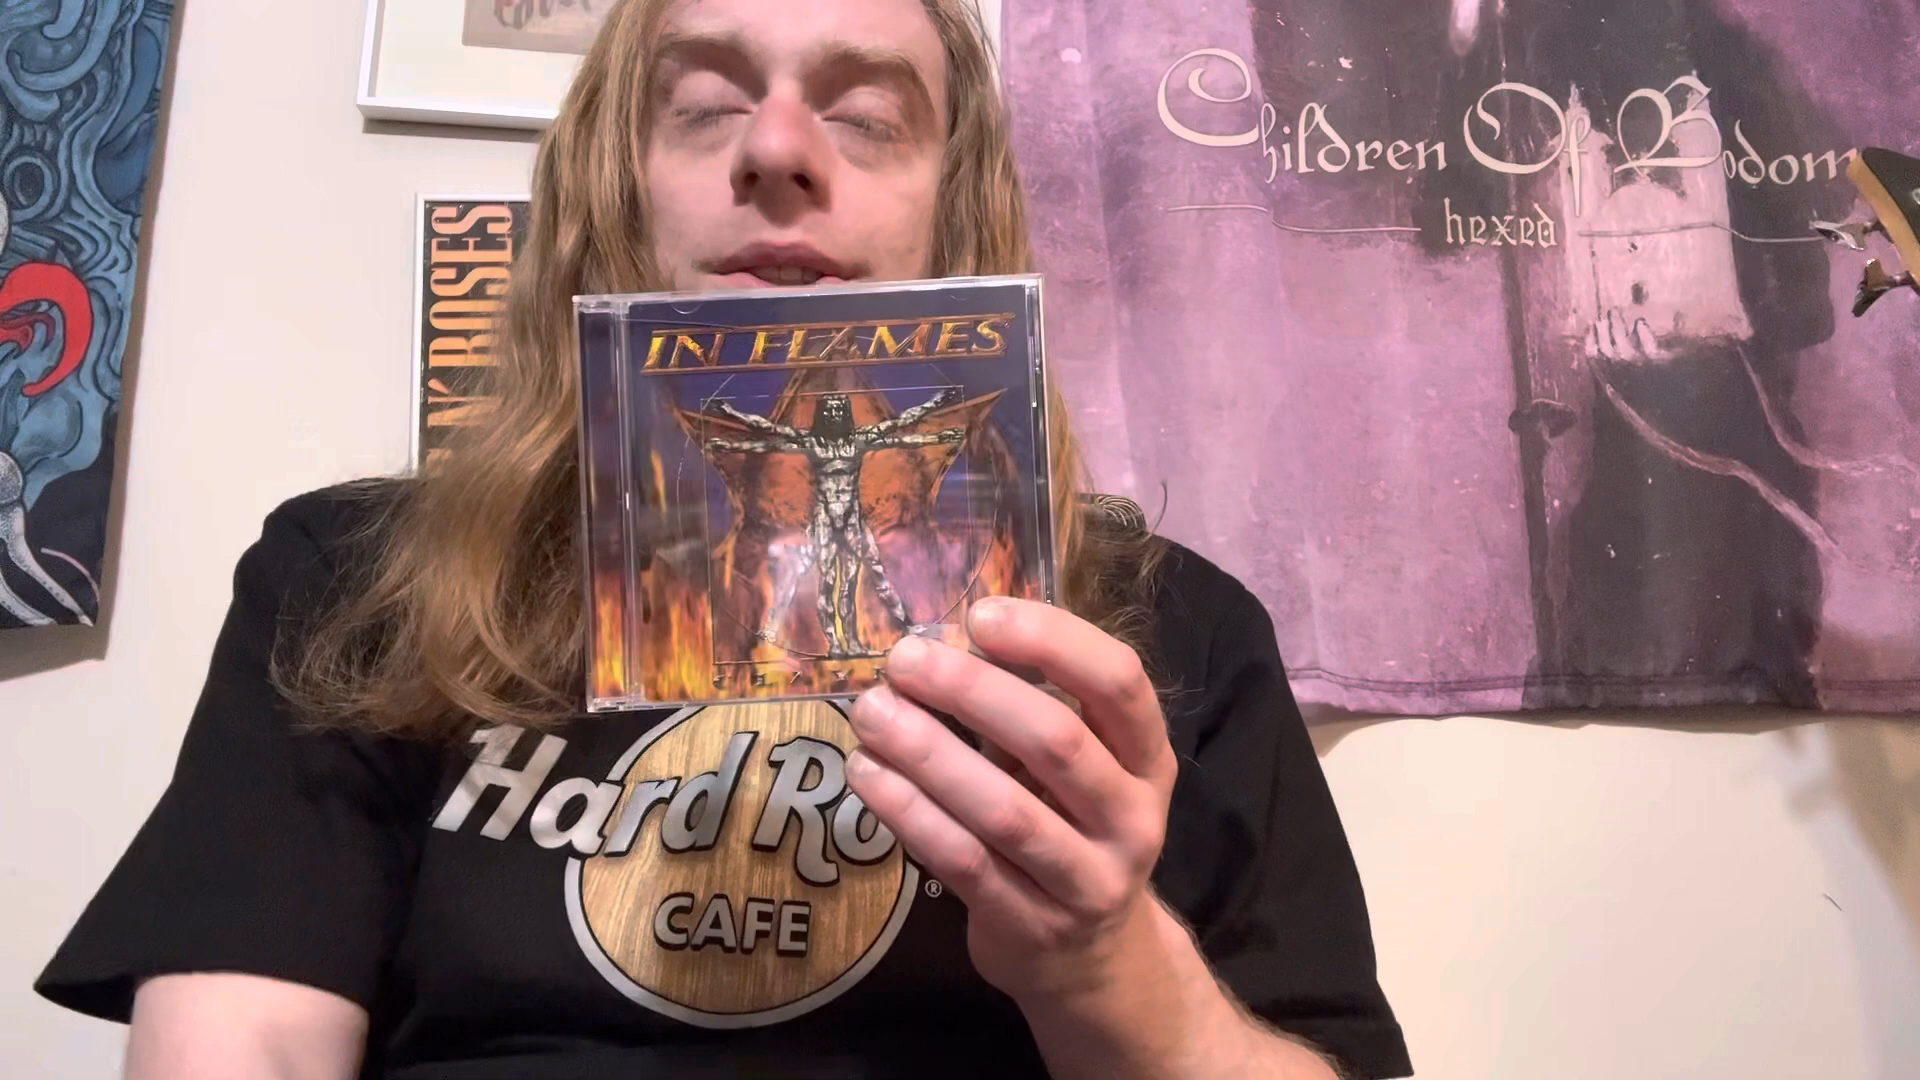 N' ROSES
Children Of Bodom
hexed
IN FLAMES
Hard Ro
CAFE
®